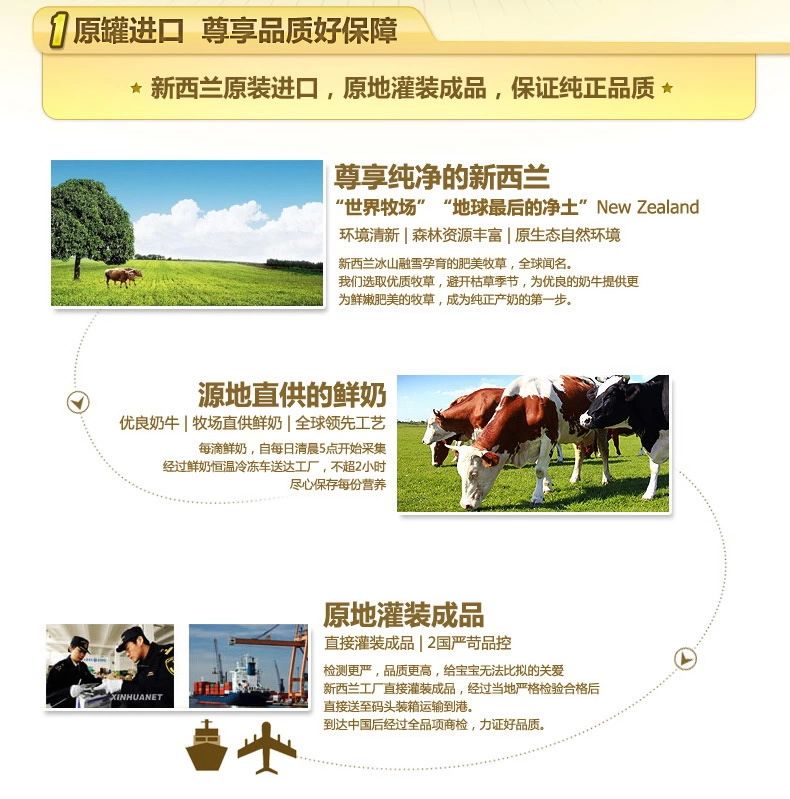 1 原罐进口 尊享品质好保障
新西兰原装进口，原地灌装成品，保证纯正品质
尊享纯净的新西兰
“世界牧场” “地球最后的净土” New Zealand
环境清新 | 森林资源丰富 | 原生态自然环境
新西兰冰山融雪孕育的肥美牧草，全球闻名。
我们选取优质牧草，避开枯草季节，为优良的奶牛提供更
为鲜嫩肥美的牧草，成为纯正产奶的第一步。
源地直供的鲜奶
优良奶牛 | 牧场直供鲜奶 | 全球领先工艺
每滴鲜奶，自每日清晨5点开始采集
经过鲜奶恒温冷冻车送达工厂，不超2小时
尽心保存每份营养
原地灌装成品
直接灌装成品 | 2国严苛品控
检测更严，品质更高，给宝宝无法比拟的关爱
新西兰工厂直接灌装成品，经过当地严格检验合格后
直接送至码头装箱运输到港。
到达中国后经过全品项商检，力证好品质。
XINHUANET